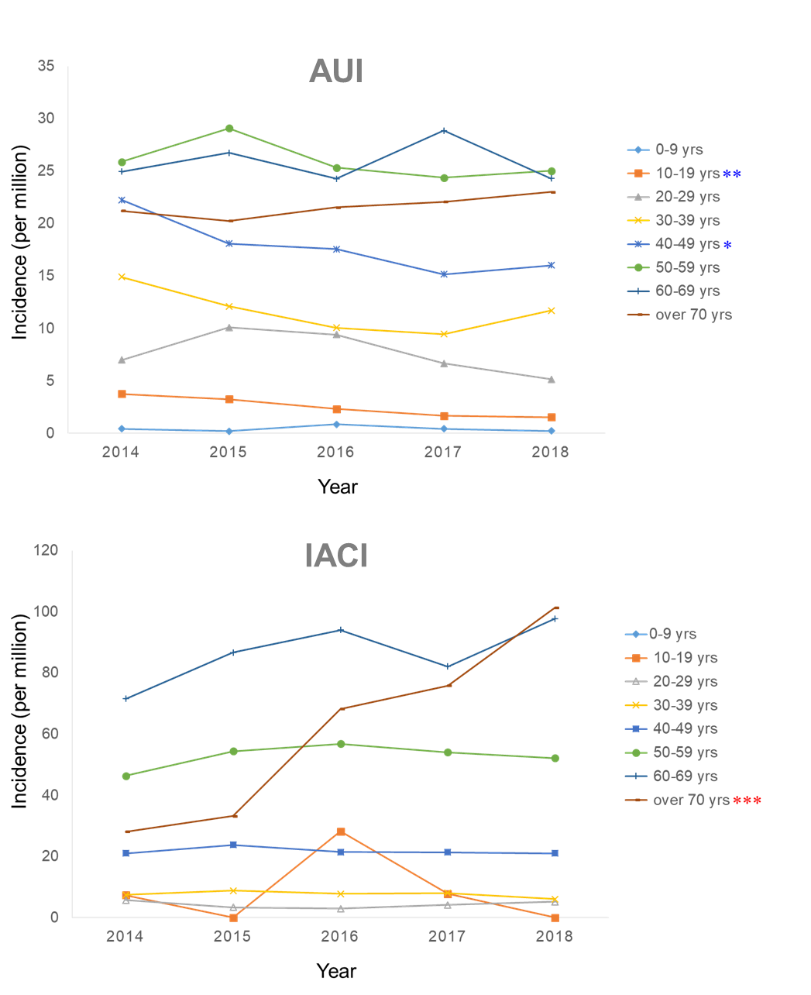 AUI
35
30
25
20
15
10
5
0
Incidence (per million)
2014 2015 2016 2017 2018
Year
0-9 yrs
10-19 yrs**
20-29 yrs
30-39 yrs
40-49 yrs*
50-59 yrs
60-69 yrs
over 70 yrs
IACI
120
100
80
60
40
20
0
Incidence (per million)
2014 2015 2016 2017 2018
Year
0-9 yrs
10-19 yrs
20-29 yrs
30-39 yrs
40-49 yrs
50-59 yrs
60-69 yrs
over 70 yrs***